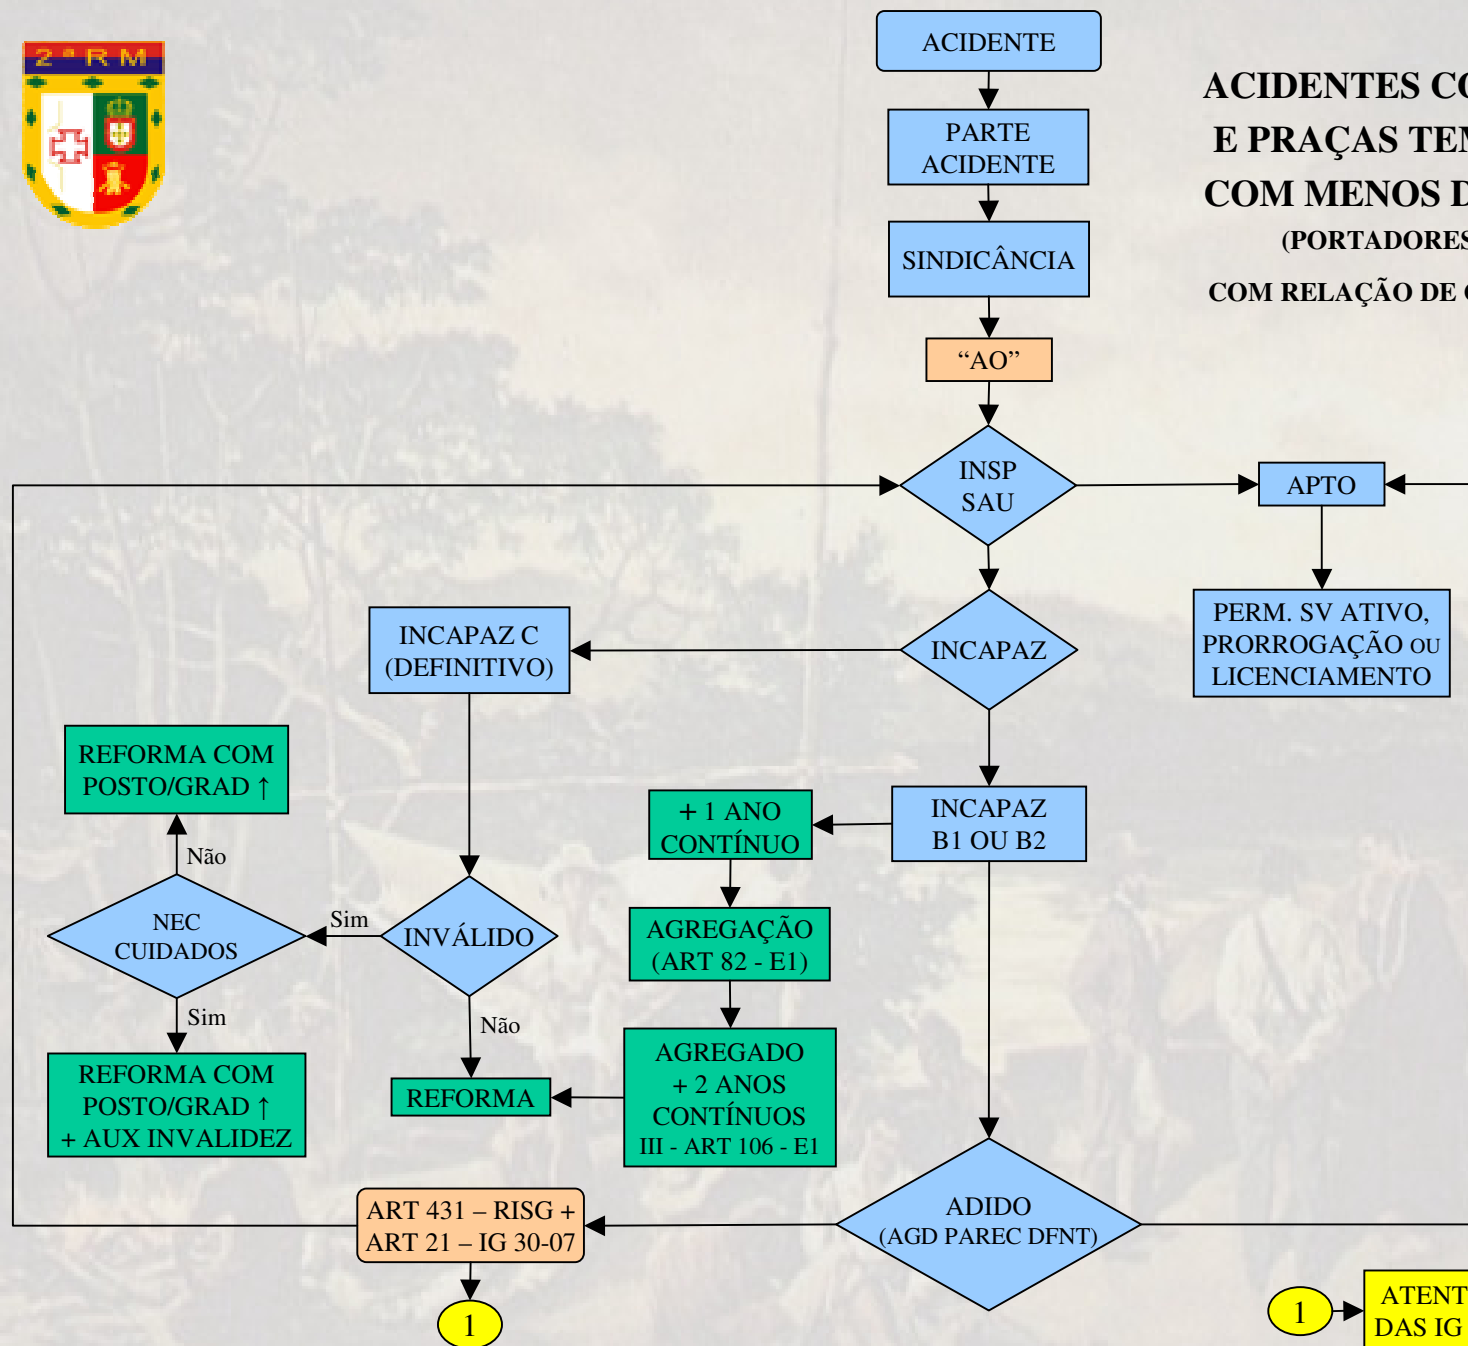 2ª RM
ACIDENTE
ACIDENTES
E PRAÇAS
COM MENOS
COM RELAÇÃO DE
PARTE
ACIDENTE
SINDICÂNCIA
“AO”
INSP
SAU
APTO
PERM. SV ATIVO,
PRORROGAÇÃO OU
LICENCIAMENTO
INCAPAZ
INCAPAZ C
(DEFINITIVO)
INCAPAZ
B1 OU B2
+ 1 ANO
CONTÍNUO
AGREGAÇÃO
(ART 82 - E1)
AGREGADO
+ 2 ANOS
CONTÍNUOS
III - ART 106 - E1
REFORMA COM
POSTO/GRAD ↑
Não
NEC
CUIDADOS
Sim
INVÁLIDO
Sim
Não
REFORMA COM
POSTO/GRAD ↑
+ AUX INVALIDEZ
REFORMA
ART 431 – RISG +
ART 21 – IG 30-07
1
ADIDO
(AGD PAREC DFNT)
1
DAS IG